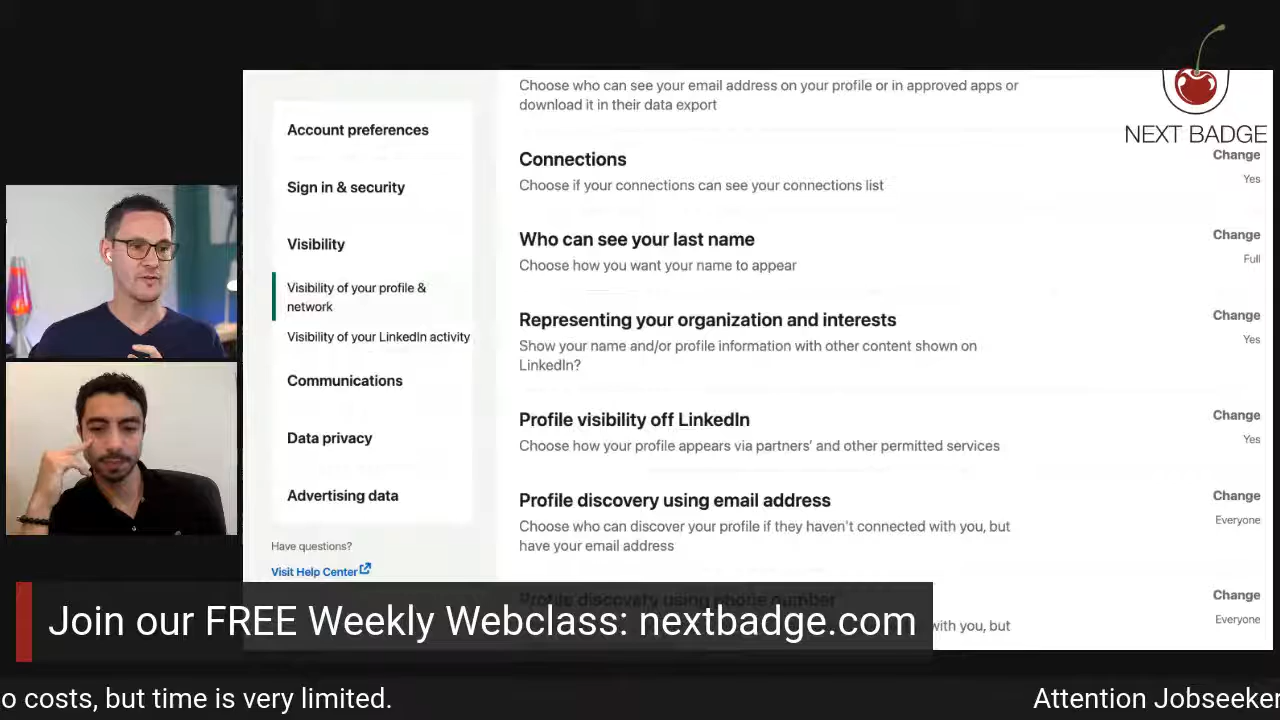 Choose who can see your email address on your profile or in approved apps or
download it in their data export
NEXT BADGE
Account preferences
Sign in & security
Visibility
Visibility of your profile &
network
Visibility of your LinkedIn activity
Communications
Data privacy
Advertising data
Have questions?
Visit Help Center
Connections
Change
Choose if your connections can see your connections list
Yes
Who can see your last name
Change
Choose how you want your name to appear
Full
Representing your organization and interests
Change
Show your name and/or profile information with other content shown on
LinkedIn?
Yes
Profile visibility off LinkedIn
Change
Choose how your profile appears via partners' and other permitted services
Yes
Profile discovery using email address
Change
Choose who can discover your profile if they haven't connected with you, but
have your email address
Everyone
Profile discovery using phone number
Change
with you, but
Everyone
Join our FREE Weekly Webclass: nextbadge.com
o costs, but time is very limited.
Attention Jobseeker